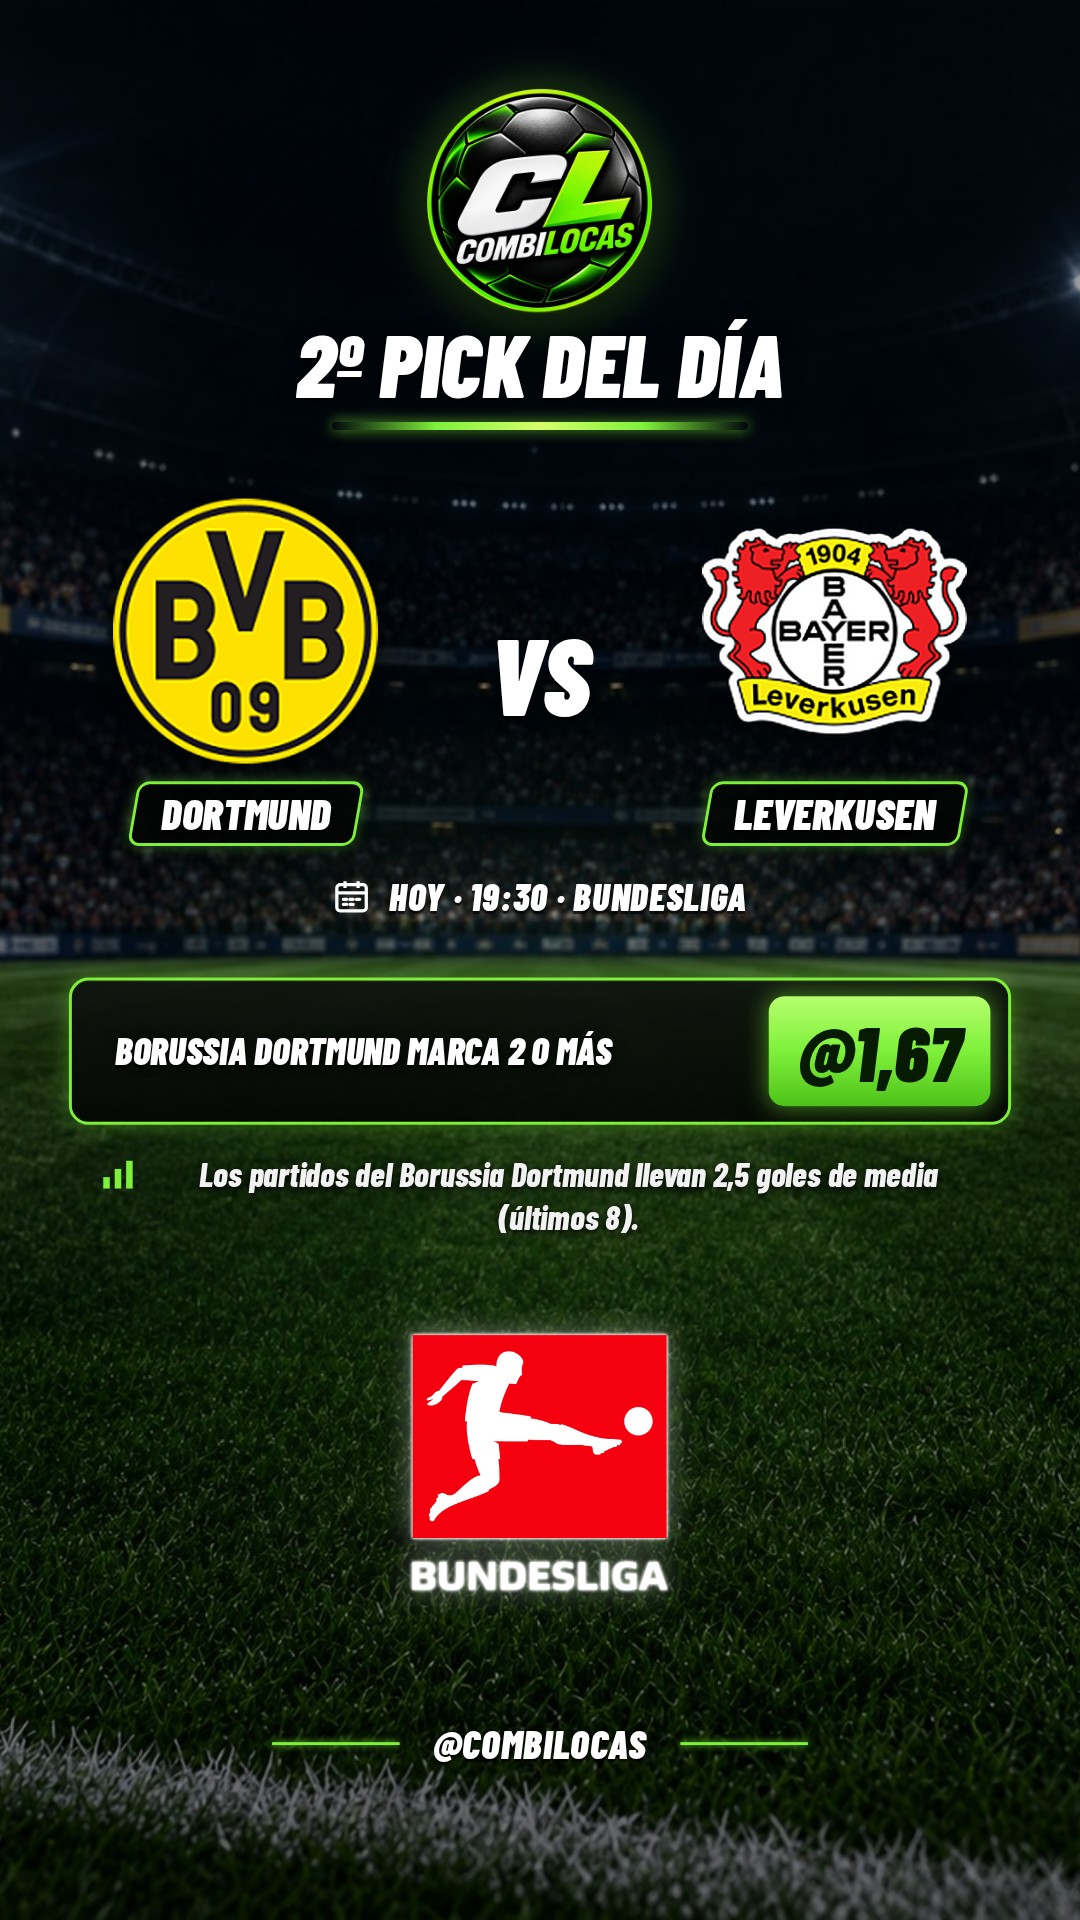 CL
COMBILOCAS
2º PICK DEL DÍA
BVB
09
VS
1904
BAYER
BAYER
Leverkusen
DORTMUND
LEVERKUSEN
HOY · 19:30 · BUNDESLIGA
BORUSSIA DORTMUND MARCA 2 O MÁS
@1,67
Los partidos del Borussia Dortmund llevan 2,5 goles de media
(últimos 8).
BUNDESLIGA
@COMBILOCAS